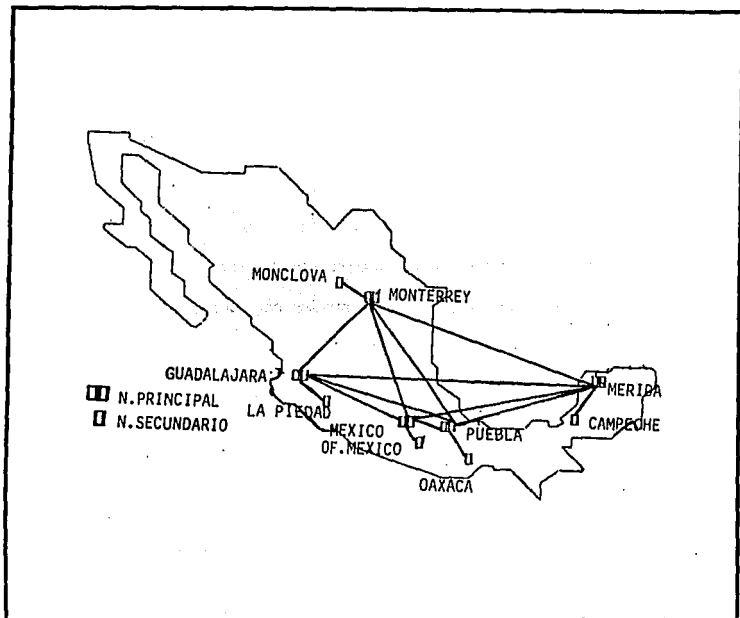 MONCLOVA
MONTERREY
GUADALAJARA
MERIDA
N.PRINCIPAL
LA PIEDAD
N.SECUNDARIO
CAMPECHE
MEXICO
PUEBLA
OF.MEXICO
OAXACA